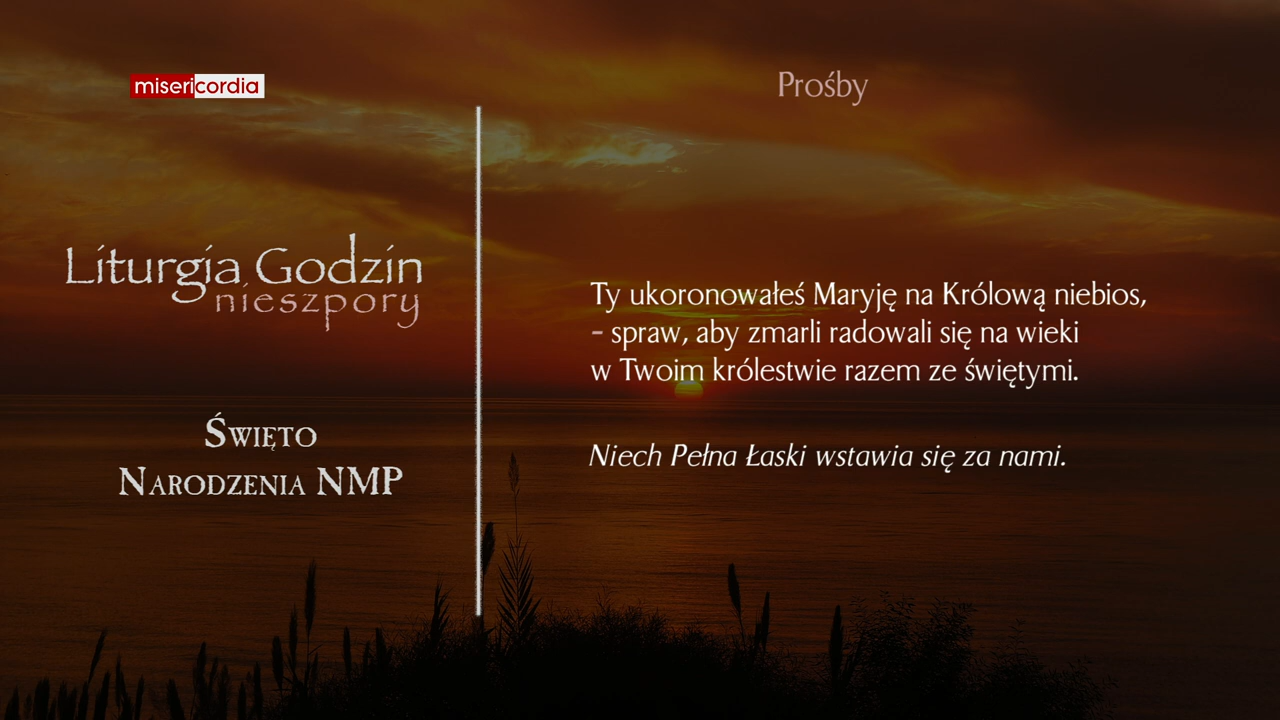 misericordia
Prośby
Liturgia Godzin
nieszpory
Święto
Narodzenia NMP
Ty ukoronowałeś Maryję na Królową niebios,
- spraw, aby zmarli radowali się na wieki
w Twoim królestwie razem ze świętymi.
Niech Pełna Łaski wstawia się za nami.